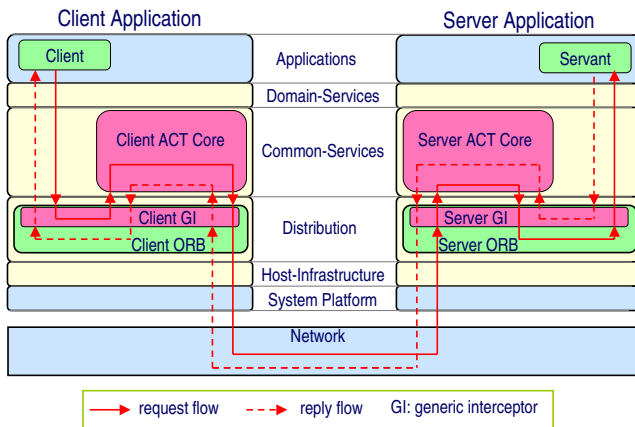 Client Application
Server Application
Client
Applications
Servant
Domain-Services
Client ACT Core
Common-Services
Server ACT Core
Client GI
Server GI
Distribution
Client ORB
Server ORB
Host-Infrastructure
System Platform
Network
request flow
reply flow
GI: generic interceptor